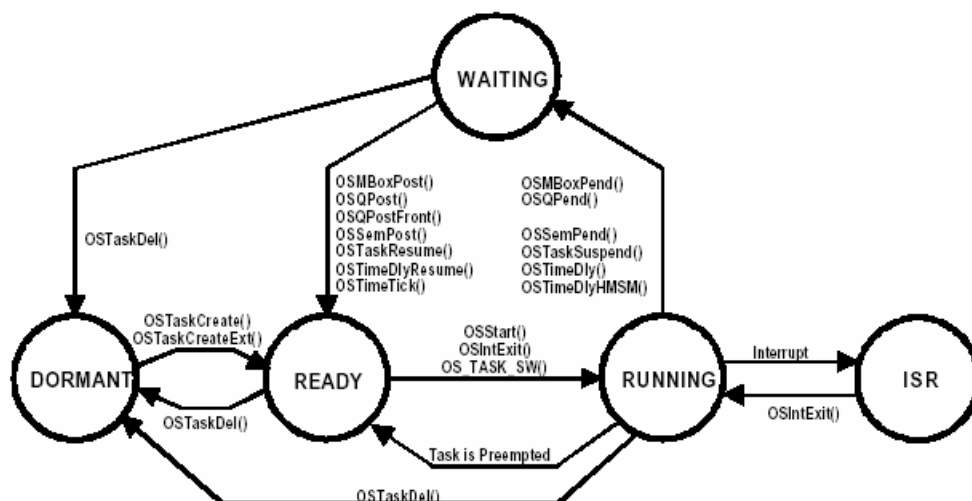 WAITING
OSMBoxPost()
OSQPost()
OSQPostFront()
OSSemPost()
OSTaskResume()
OSTimeDlyResume()
OSTimeTick()
OSMBoxPend()
OSQPend()
OSSemPend()
OSTaskSuspend()
OSTimeDly()
OSTimeDlyHMSM()
OSTaskDel()
OSTaskCreate()
OSTaskCreateExt()
OSStart()
OSIntExit()
OS_TASK_SW()
Interrupt
DORMANT
READY
RUNNING
ISR
OSTaskDel()
OSIntExit()
Task is Preempted
OSTaskDel()